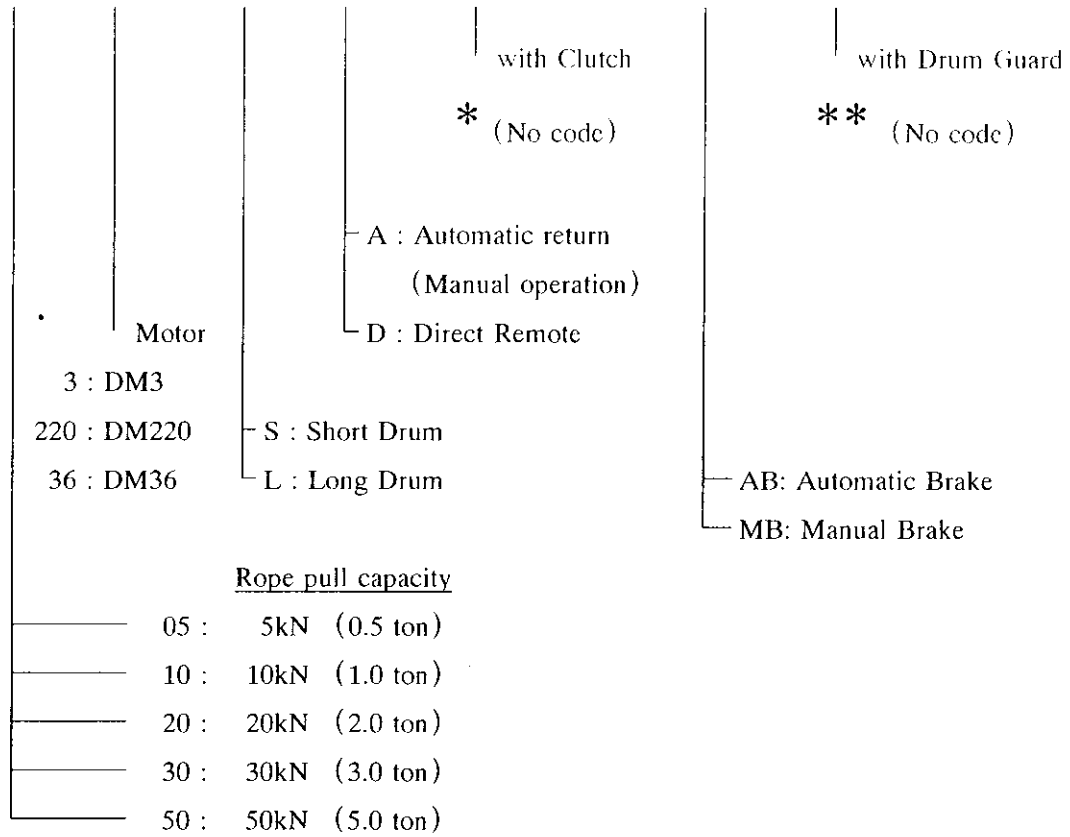 with Clutch with Drum Guard
* (No code) ** (No code)
A : Automatic return
(Manual operation)
Motor D : Direct Remote
3 : DM3
220 : DM220 S : Short Drum
36 : DM36 L : Long Drum AB: Automatic Brake
MB: Manual Brake
Rope pull capacity
05 : 5kN (0.5 ton)
10 : 10kN (1.0 ton)
20 : 20kN (2.0 ton)
30 : 30kN (3.0 ton)
50 : 50kN (5.0 ton)